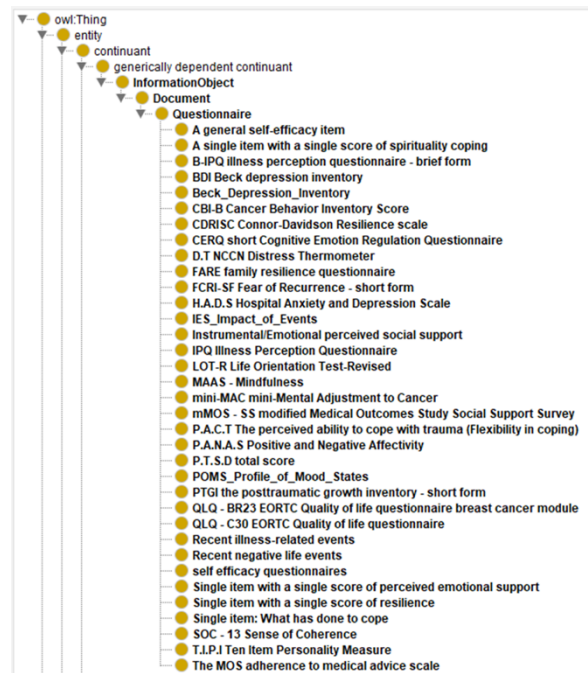 owl:Thing
entity
continuant
generically dependent continuant
InformationObject
Document
Questionnaire
A general self-efficacy item
A single item with a single score of spirituality coping
B-IPQ illness perception questionnaire - brief form
BDI Beck depression inventory
Beck_Depression_Inventory
CBI-B Cancer Behavior Inventory Score
CDRISC Connor-Davidson Resilience scale
CERQ short Cognitive Emotion Regulation Questionnaire
D.T NCCN Distress Thermometer
FARE family resilience questionnaire
FCRI-SF Fear of Recurrence - short form
H.A.D.S Hospital Anxiety and Depression Scale
IES_Impact_of_Events
Instrumental/Emotional perceived social support
IPQ Illness Perception Questionnaire
LOT-R Life Orientation Test-Revised
MAAS - Mindfulness
mini-MAC mini-Mental Adjustment to Cancer
mMOS - SS modified Medical Outcomes Study Social Support Survey
P.A.C.T The perceived ability to cope with trauma (Flexibility in coping)
P.A.N.A.S Positive and Negative Affectivity
P.T.S.D total score
POMS_Profile_of_Mood_States
PTGI the posttraumatic growth inventory - short form
QLQ - BR23 EORTC Quality of life questionnaire breast cancer module
QLQ - C30 EORTC Quality of life questionnaire
Recent illness-related events
Recent negative life events
self efficacy questionnaires
Single item with a single score of perceived emotional support
Single item with a single score of resilience
Single item: What has done to cope
SOC - 13 Sense of Coherence
T.I.P.I Ten Item Personality Measure
The MOS adherence to medical advice scale